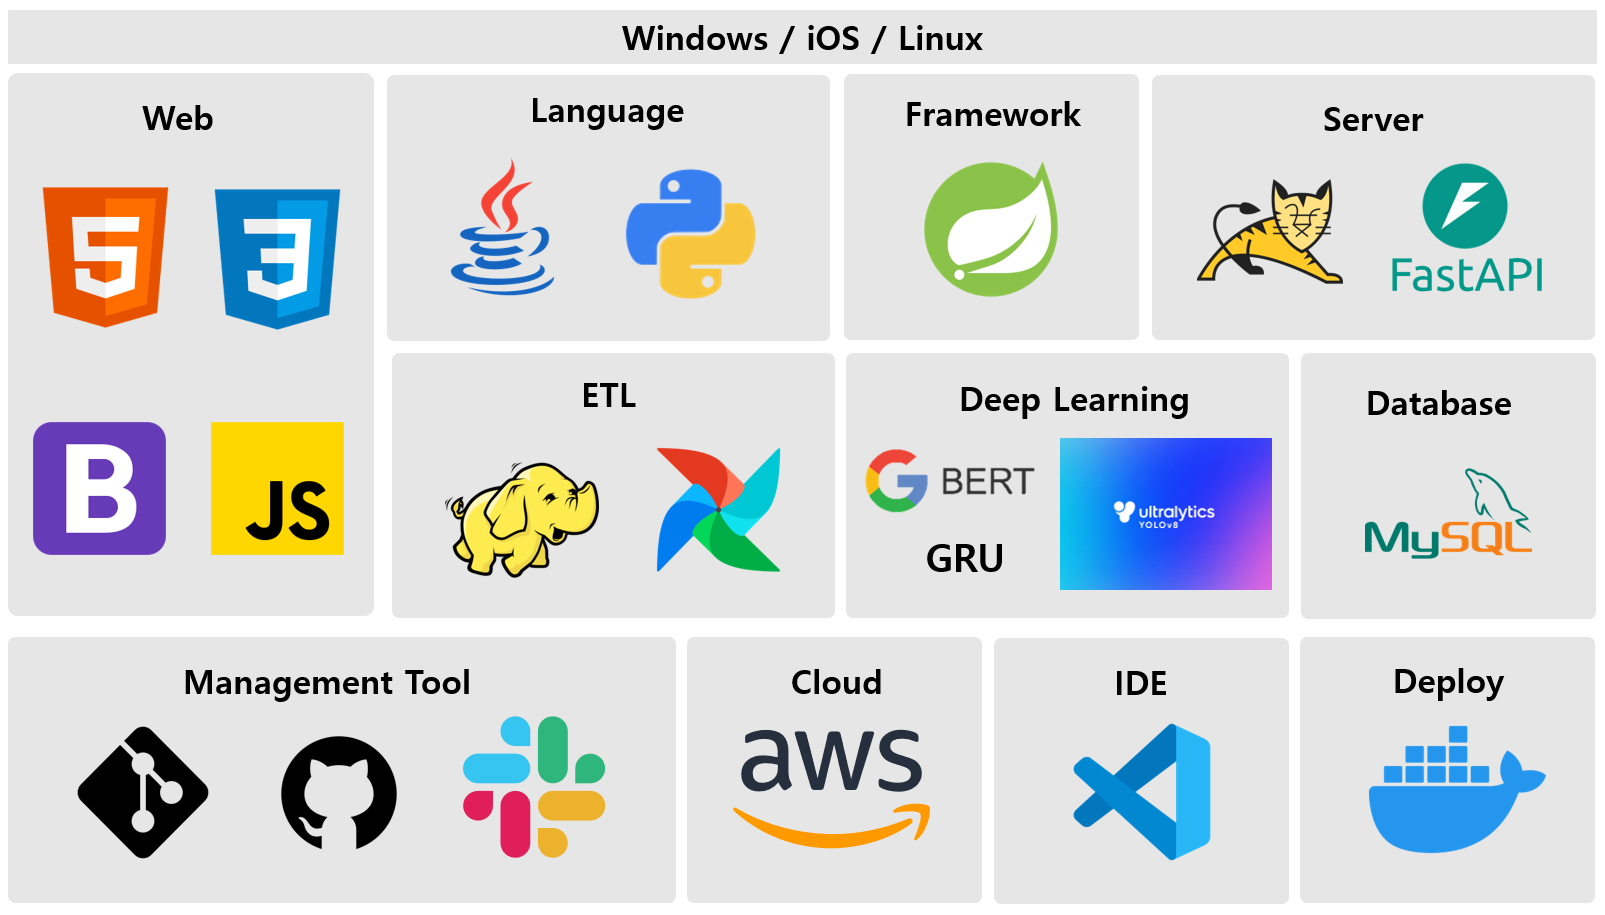 Windows / iOS / Linux
Web
Language
Framework
Server
5
3
FastAPI
B
JS
ETL
Deep Learning
BERT
GRU
ultralytics
YOLOv8
Database
MySQL
Management Tool
Cloud
aws
IDE
Deploy